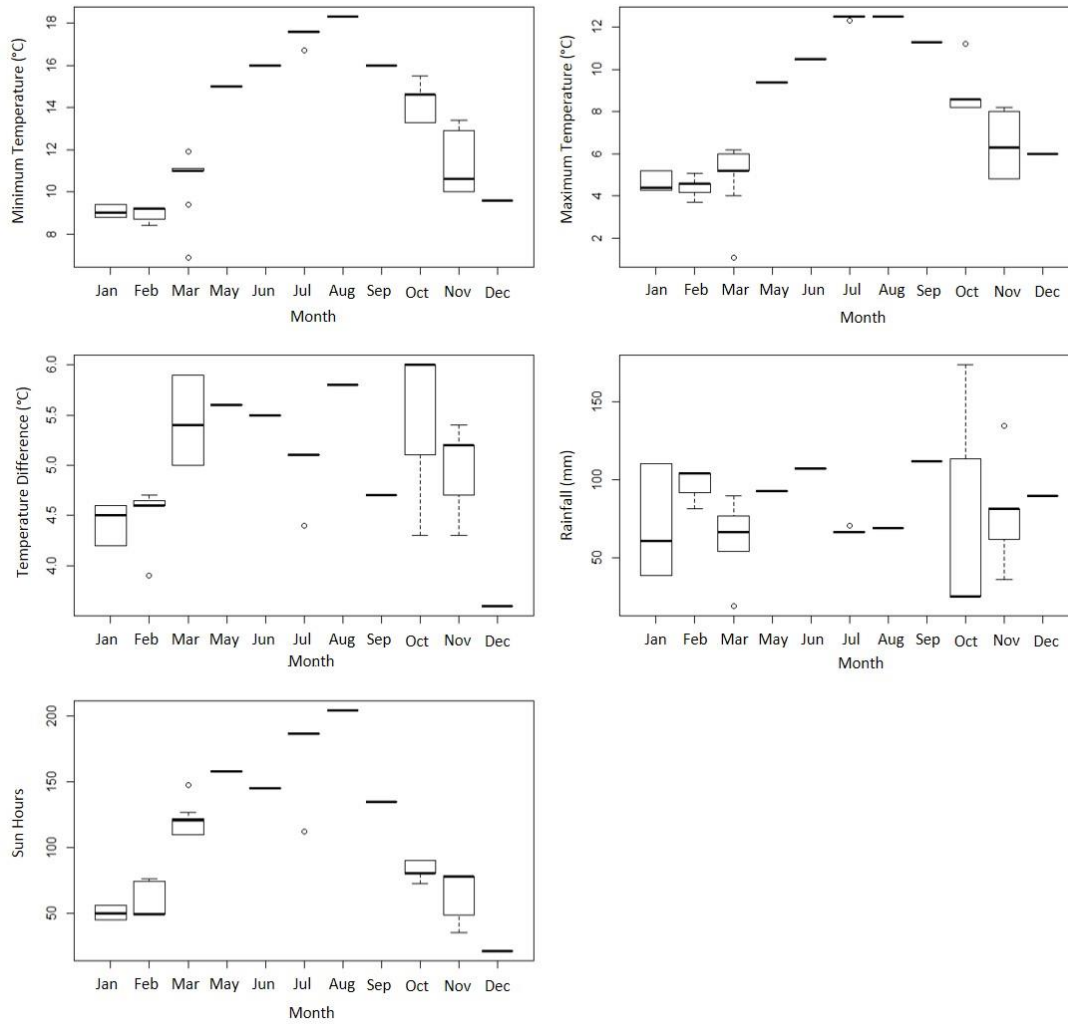 Minimum Temperature (°C)
18
16
14
12
10
8
Jan Feb Mar May Jun Jul Aug Sep Oct Nov Dec
Month
Maximum Temperature (°C)
12
10
8
6
4
2
Jan Feb Mar May Jun Jul Aug Sep Oct Nov Dec
Month
Temperature Difference (°C)
6.0
5.5
5.0
4.5
4.0
Jan Feb Mar May Jun Jul Aug Sep Oct Nov Dec
Month
Rainfall (mm)
150
100
50
Jan Feb Mar May Jun Jul Aug Sep Oct Nov Dec
Month
Sun Hours
200
150
100
50
Jan Feb Mar May Jun Jul Aug Sep Oct Nov Dec
Month